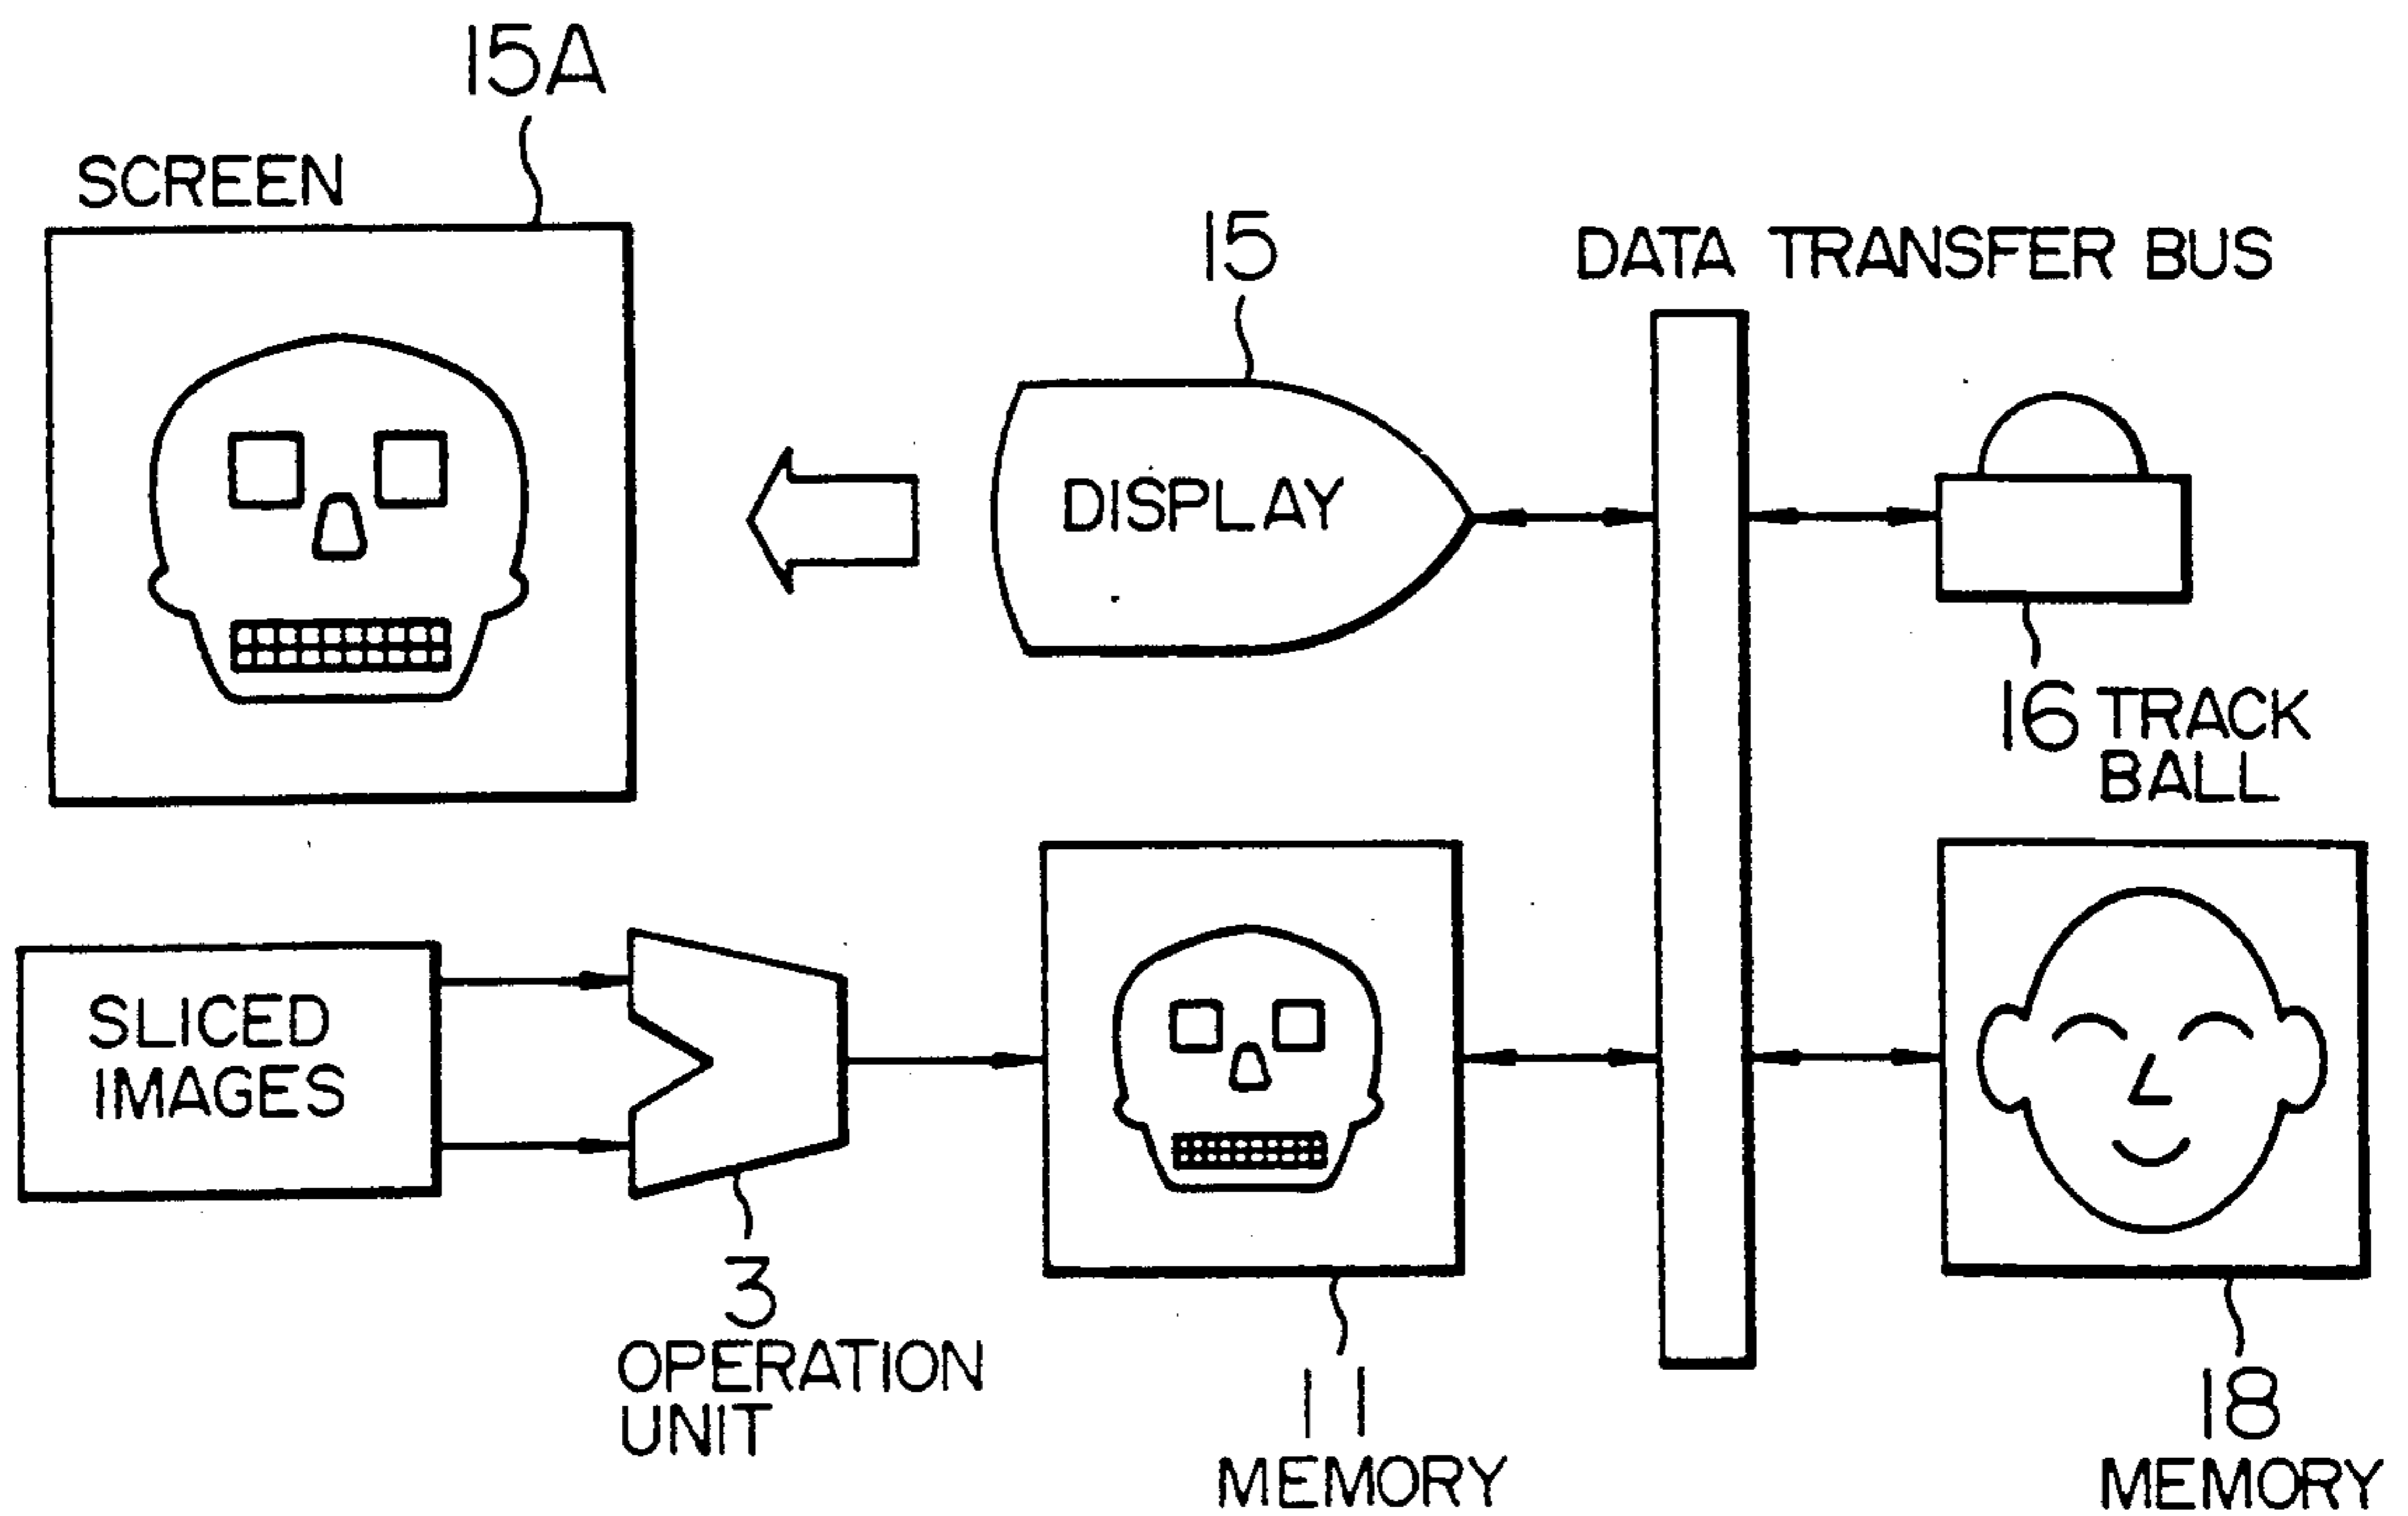 15A
SCREEN
15
DATA TRANSFER BUS
DISPLAY
16 TRACK
BALL
SLICED
IMAGES
3
OPERATION
UNIT
11
MEMORY
18
MEMORY